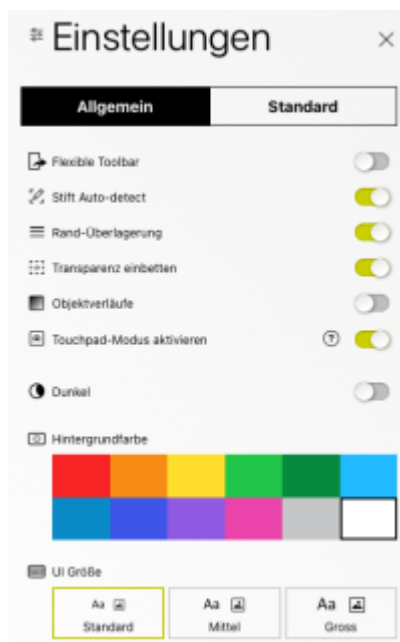 Einstellungen
Allgemein Standard
Flexible Toolbar
Stift Auto-detect
Rand-Überlagerung
Transparenz einbetten
Objektverläufe
Touchpad-Modus aktivieren ?
Dunkel
Hintergrundfarbe
UI Größe
Aa Aa Aa
Standard Mittel Gross